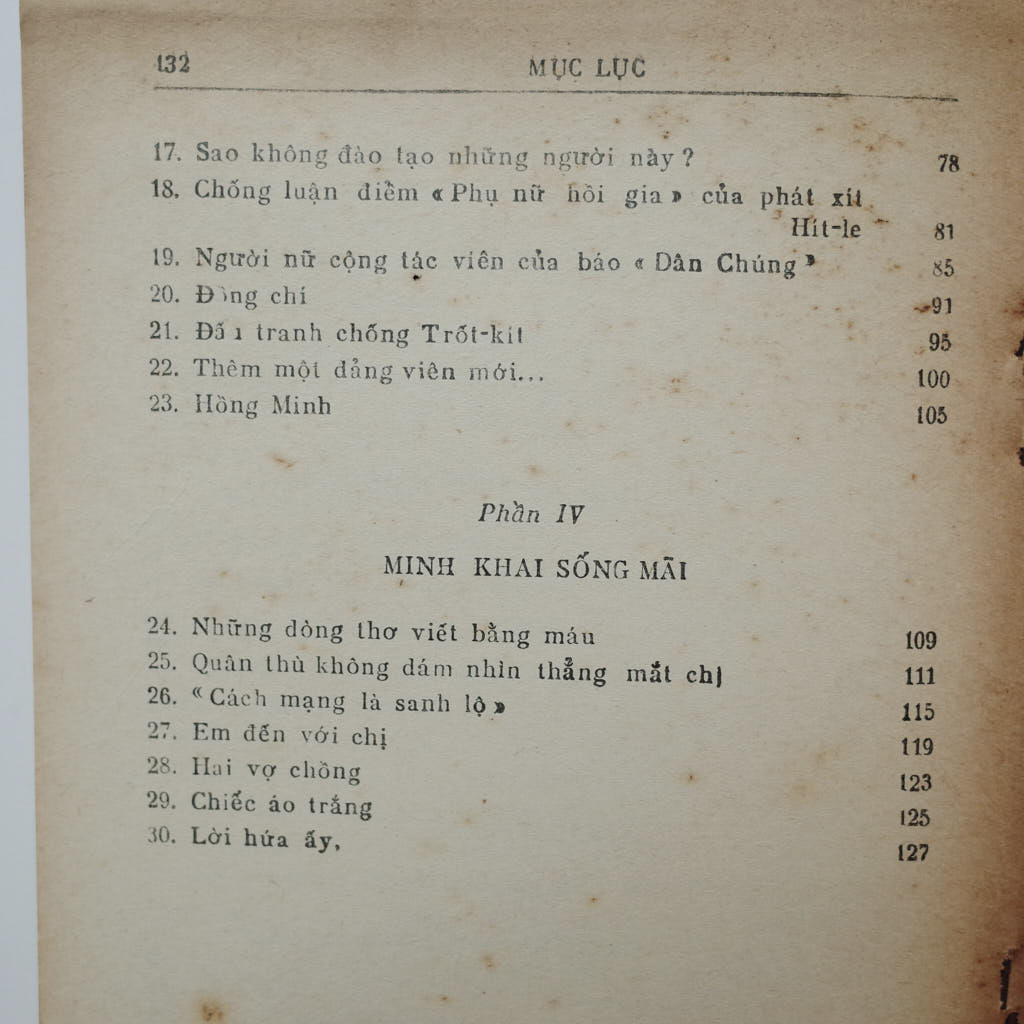 132 MỤC LỤC
17. Sao không đào tạo những người này? 78
18. Chống luận điểm « Phụ nữ hồi gia » của phát xít
Hít-le 81
19. Người nữ cộng tác viên của báo « Dân Chúng » 85
20. Đồng chí 91
21. Đấu tranh chống Trốt-kít 95
22. Thêm một đảng viên mới... 100
23. Hồng Minh 105
Phần IV
MINH KHAI SỐNG MÃI
24. Những dòng thơ viết bằng máu 109
25. Quân thù không dám nhìn thẳng mắt chị 111
26. « Cách mạng là sanh lộ » 115
27. Em đến với chị 119
28. Hai vợ chồng 123
29. Chiếc áo trắng 125
30. Lời hứa ấy. 127